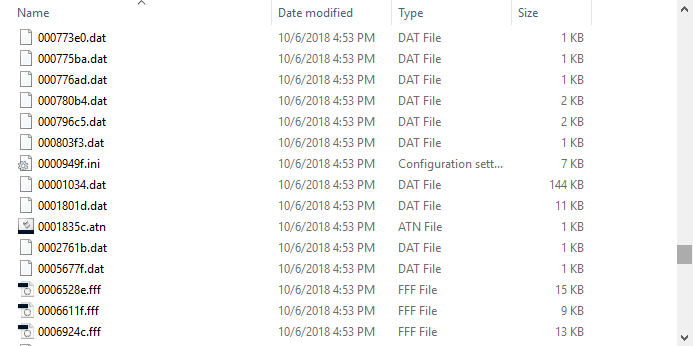 Name Date modified Type Size
000773e0.dat 10/6/2018 4:53 PM DAT File 1 KB
000775ba.dat 10/6/2018 4:53 PM DAT File 1 KB
000776ad.dat 10/6/2018 4:53 PM DAT File 1 KB
000780b4.dat 10/6/2018 4:53 PM DAT File 2 KB
000796c5.dat 10/6/2018 4:53 PM DAT File 2 KB
000803f3.dat 10/6/2018 4:53 PM DAT File 1 KB
0000949f.ini 10/6/2018 4:53 PM Configuration sett... 7 KB
00001034.dat 10/6/2018 4:53 PM DAT File 144 KB
0001801d.dat 10/6/2018 4:53 PM DAT File 11 KB
0001835c.atn 10/6/2018 4:53 PM ATN File 1 KB
0002761b.dat 10/6/2018 4:53 PM DAT File 1 KB
0005677f.dat 10/6/2018 4:53 PM DAT File 1 KB
0006528e.fff 10/6/2018 4:53 PM FFF File 15 KB
0006611f.fff 10/6/2018 4:53 PM FFF File 9 KB
0006924c.fff 10/6/2018 4:53 PM FFF File 13 KB